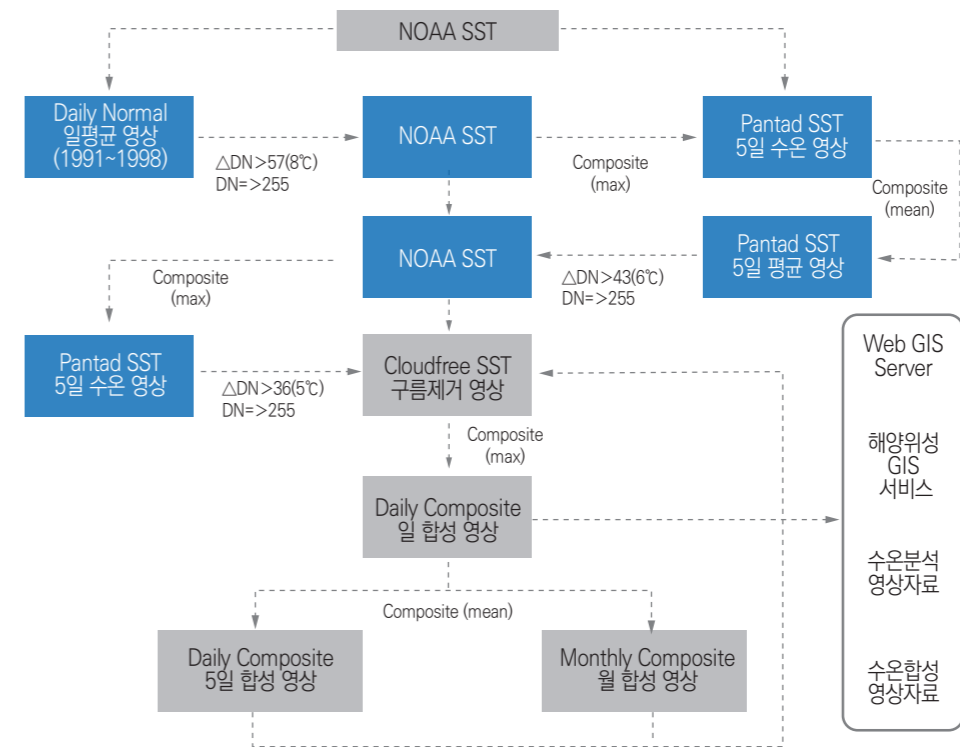 NOAA SST
Daily Normal
일평균 영상
(1991~1998)
△DN>57(8℃)
DN=>255
NOAA SST
Composite
(max)
Pantad SST
5일 수온 영상
Composite
(mean)
NOAA SST
△DN>43(6℃)
DN=>255
Pantad SST
5일 평균 영상
Composite
(max)
Pantad SST
5일 수온 영상
△DN>36(5℃)
DN=>255
Cloudfree SST
구름제거 영상
Composite
(max)
Daily Composite
일 합성 영상
Composite (mean)
Daily Composite
5일 합성 영상
Monthly Composite
월 합성 영상
Web GIS
Server
해양위성
GIS
서비스
수온분석
영상자료
수온합성
영상자료